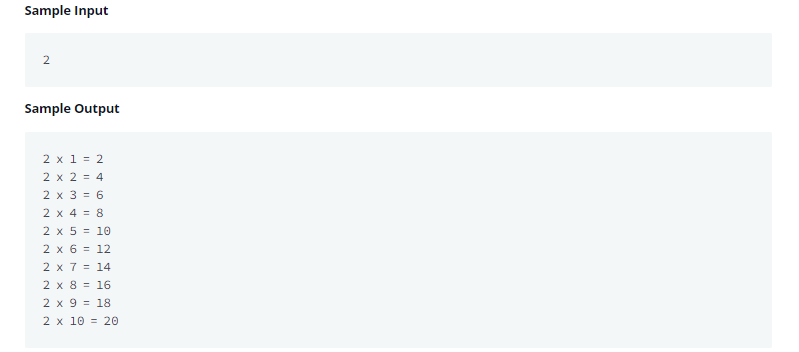 Sample Input
2
Sample Output
2 x 1 = 2
2 x 2 = 4
2 x 3 = 6
2 x 4 = 8
2 x 5 = 10
2 x 6 = 12
2 x 7 = 14
2 x 8 = 16
2 x 9 = 18
2 x 10 = 20